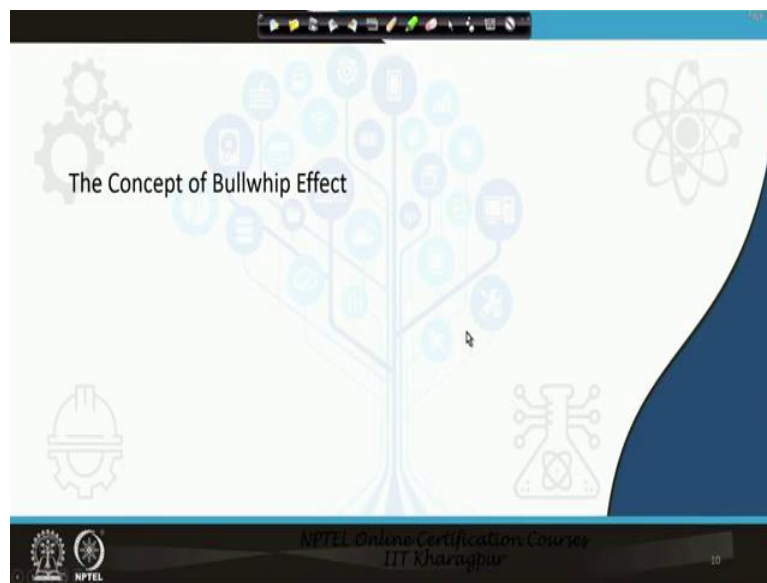 The Concept of Bullwhip Effect
NPTEL Online Certification Courses
IIT Kharagpur
NPTEL
10